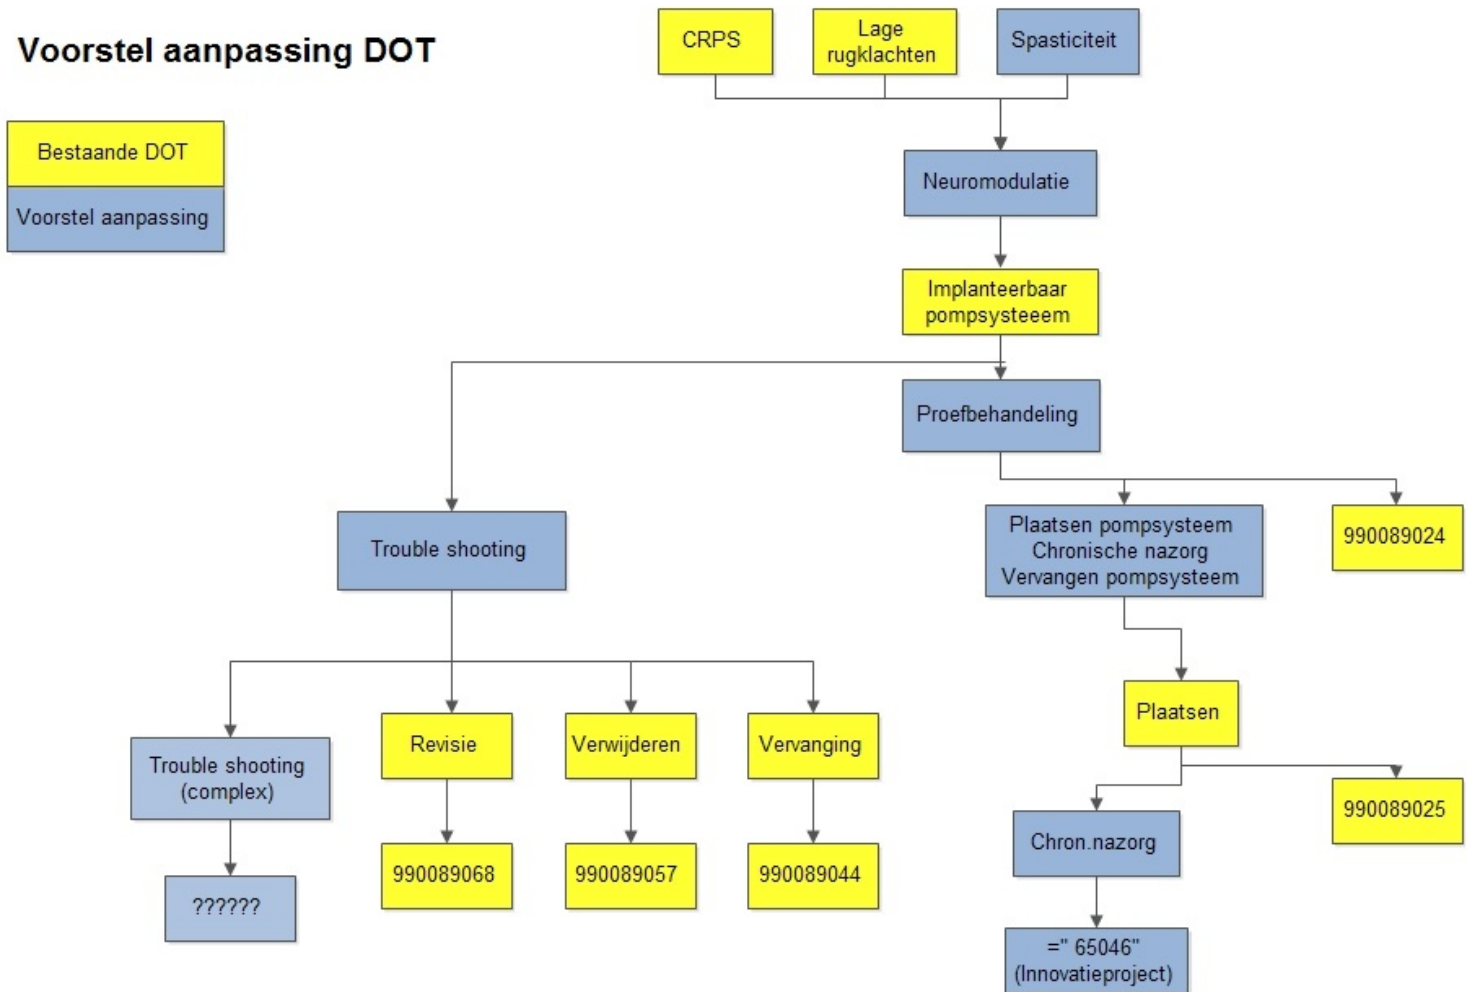 Voorstel aanpassing DOT
CRPS
Lage
rugklachten
Spasticiteit
Bestaande DOT
Voorstel aanpassing
Neuromodulatie
Implanteerbaar
pompsysteeem
Proefbehandeling
Trouble shooting
Plaatsen pompsysteem
Chronische nazorg
Vervangen pompsysteem
990089024
Plaatsen
Trouble shooting
(complex)
Revisie
Verwijderen
Vervanging
990089025
Chron.nazorg
??????
990089068
990089057
990089044
=" 65046"
(Innovatieproject)